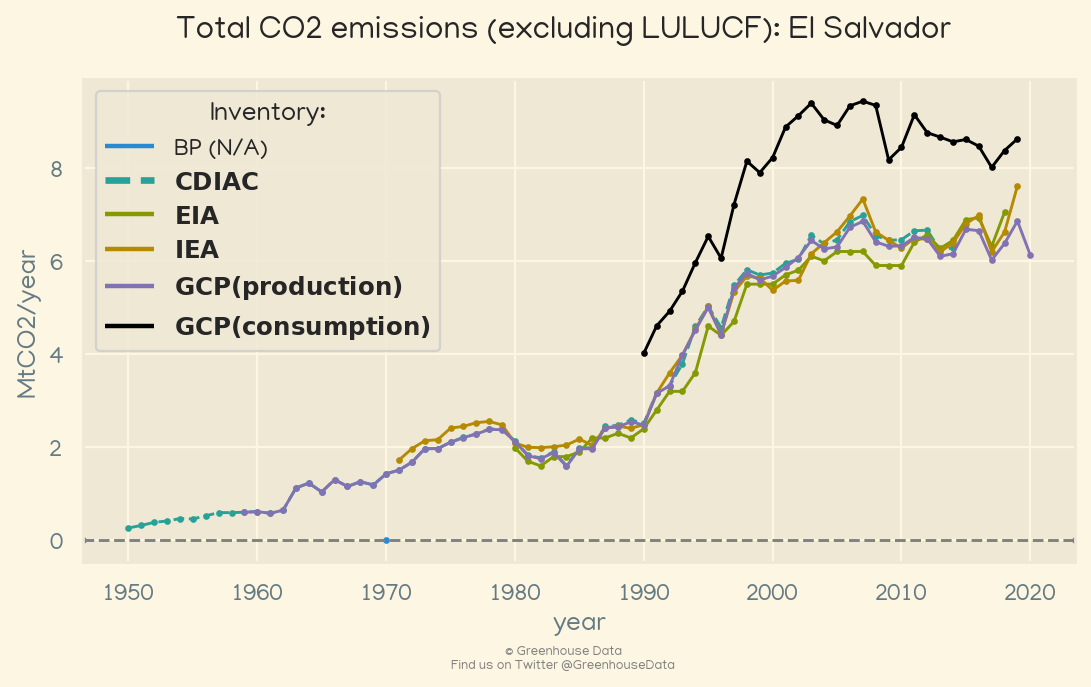 Total CO2 emissions (excluding LULUCF): El Salvador
Inventory:
BP (N/A)
CDIAC
EIA
IEA
GCP(production)
GCP(consumption)
MtCO2/year
8
6
4
2
0
1950 1960 1970 1980 1990 2000 2010 2020
year
© Greenhouse Data
Find us on Twitter @GreenhouseData